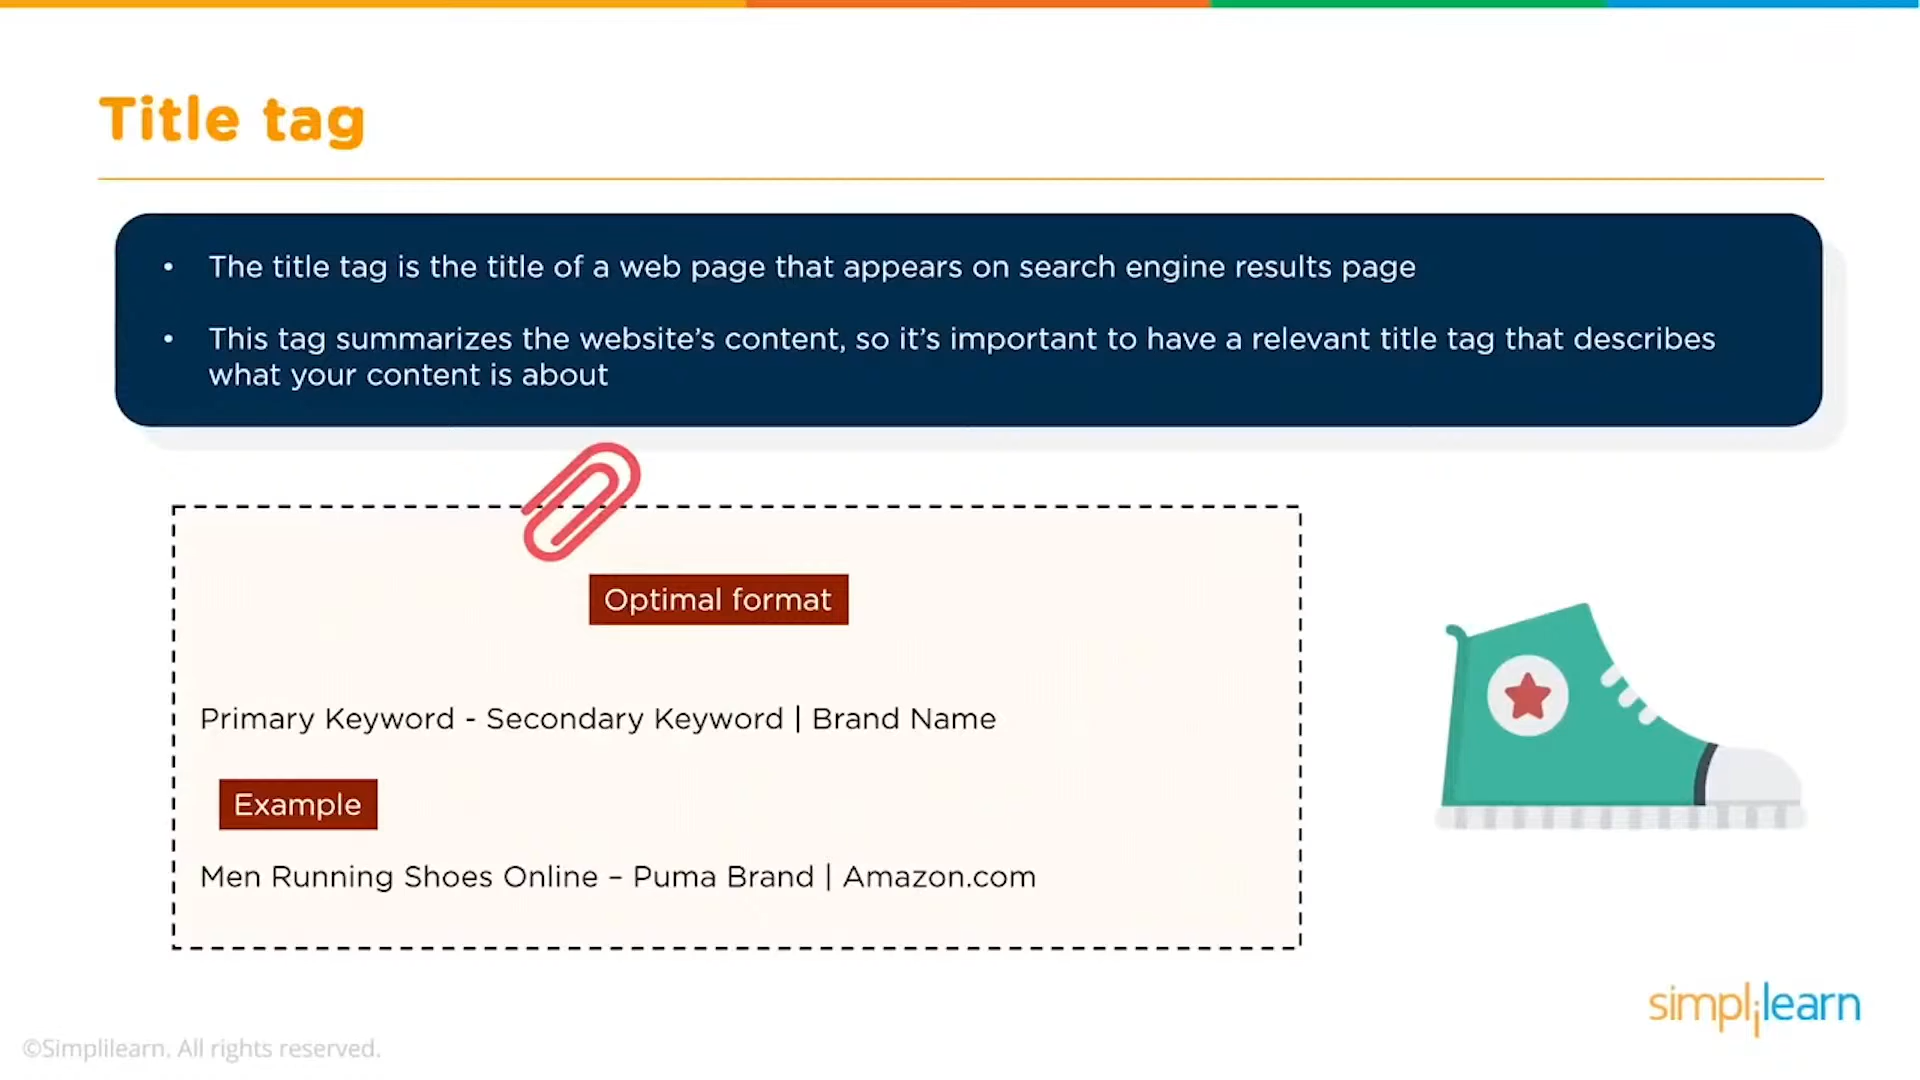 Title tag
• The title tag is the title of a web page that appears on search engine results page
• This tag summarizes the website’s content, so it’s important to have a relevant title tag that describes
what your content is about
Optimal format
Primary Keyword - Secondary Keyword | Brand Name
Example
Men Running Shoes Online – Puma Brand | Amazon.com
simplilearn
©Simplilearn. All rights reserved.